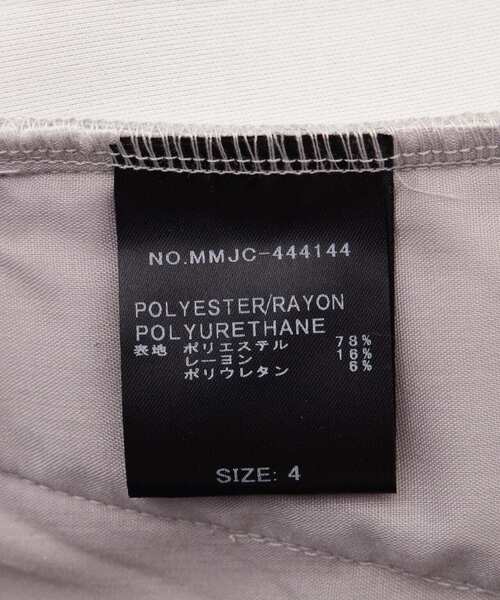 NO.MMJC-444144
POLYESTER/RAYON
POLYURETHANE
表地 ポリエステル 78%
レーヨン 16%
ポリウレタン 6%
SIZE: 4